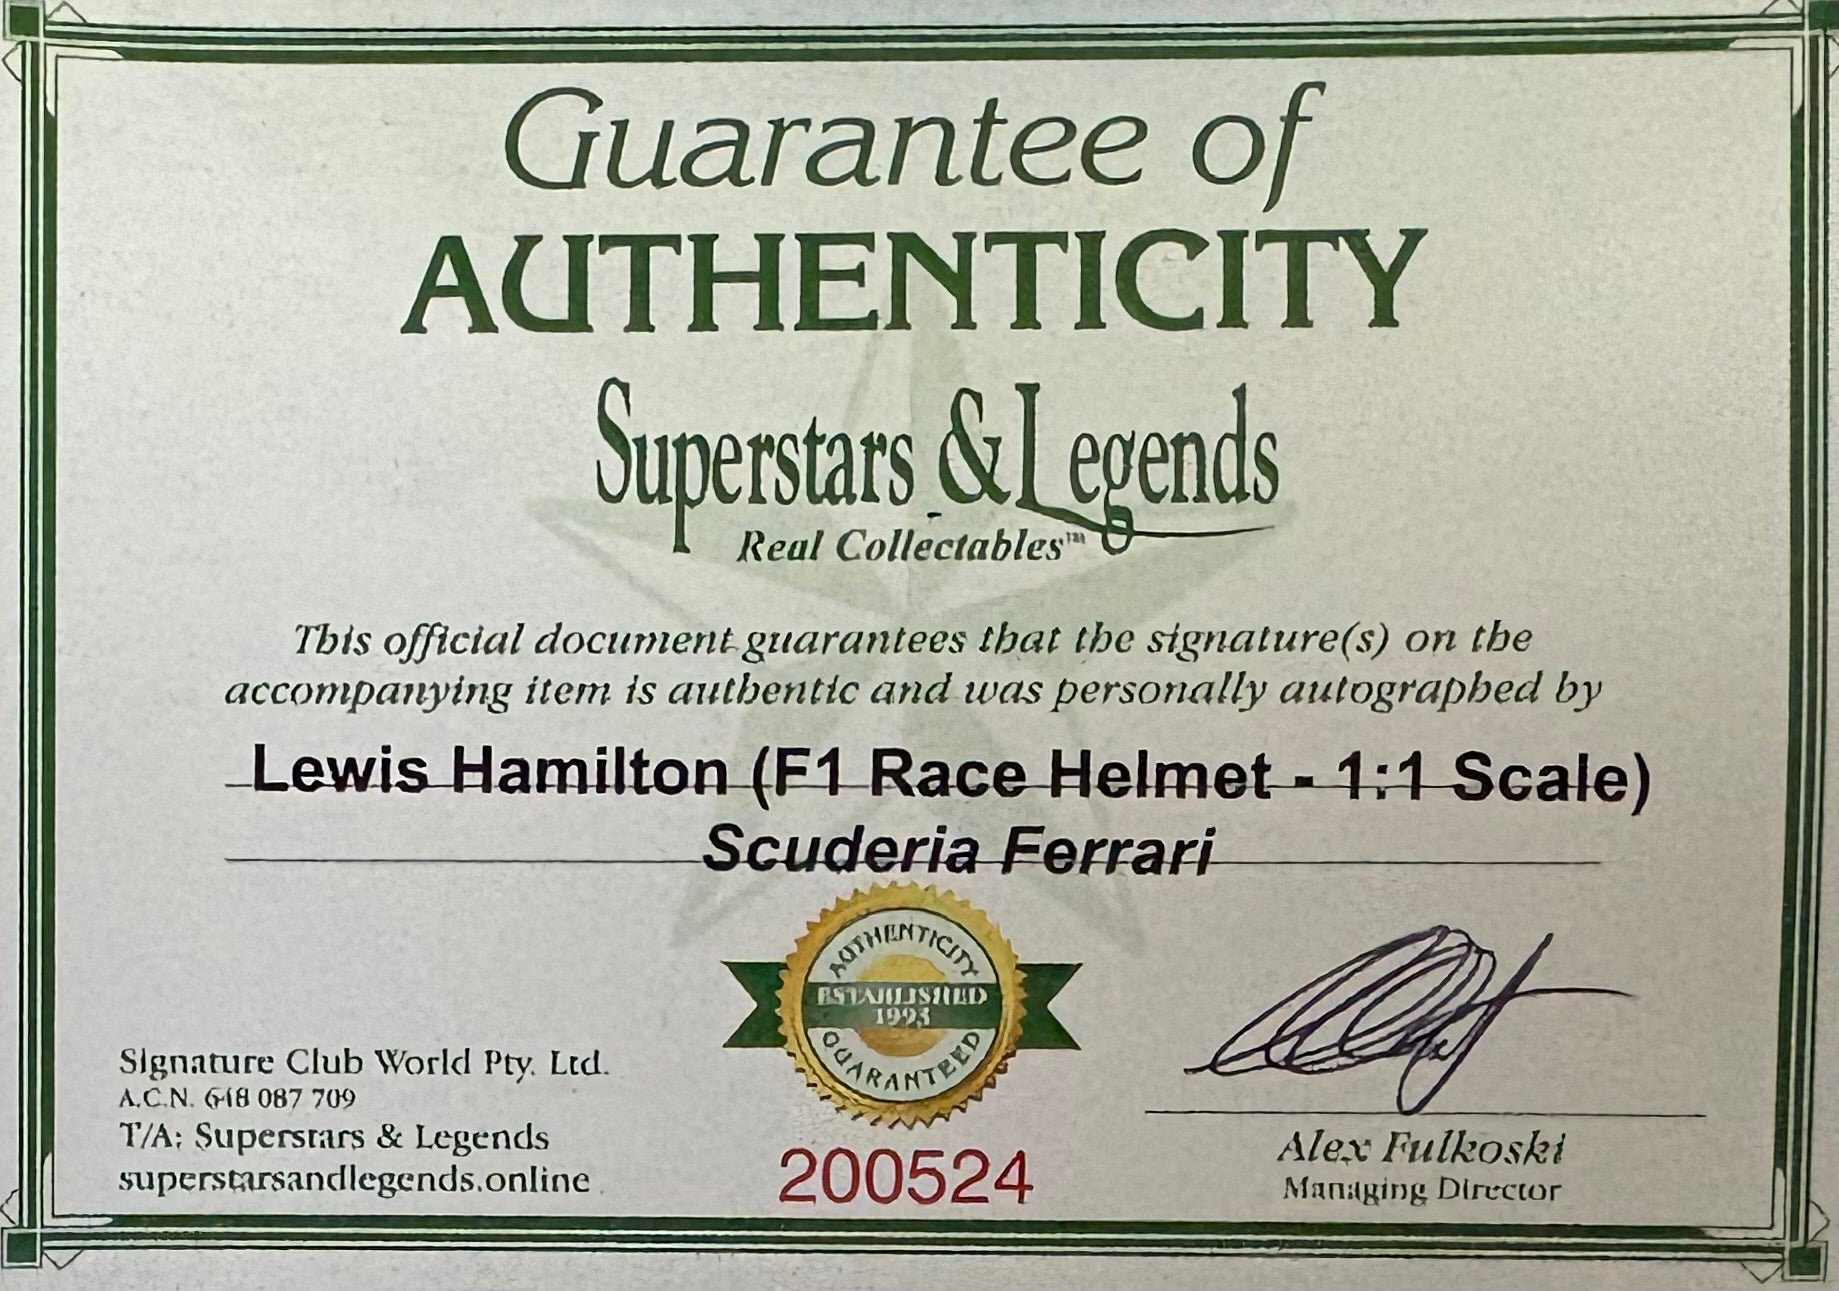 Guarantee of
AUTHENTICITY
Superstars & Legends
Real Collectables™
This official document guarantees that the signature(s) on the
accompanying item is authentic and was personally autographed by
Lewis Hamilton (F1 Race Helmet - 1:1 Scale)
Scuderia Ferrari
AUTHENTICITY
ESTABLISHED
GUARANTEED
Signature Club World Pty. Ltd.
A.C.N. 648 087 709
T/A: Superstars & Legends
superstarsandlegends.online
200524
Alex Fulkoski
Managing Director